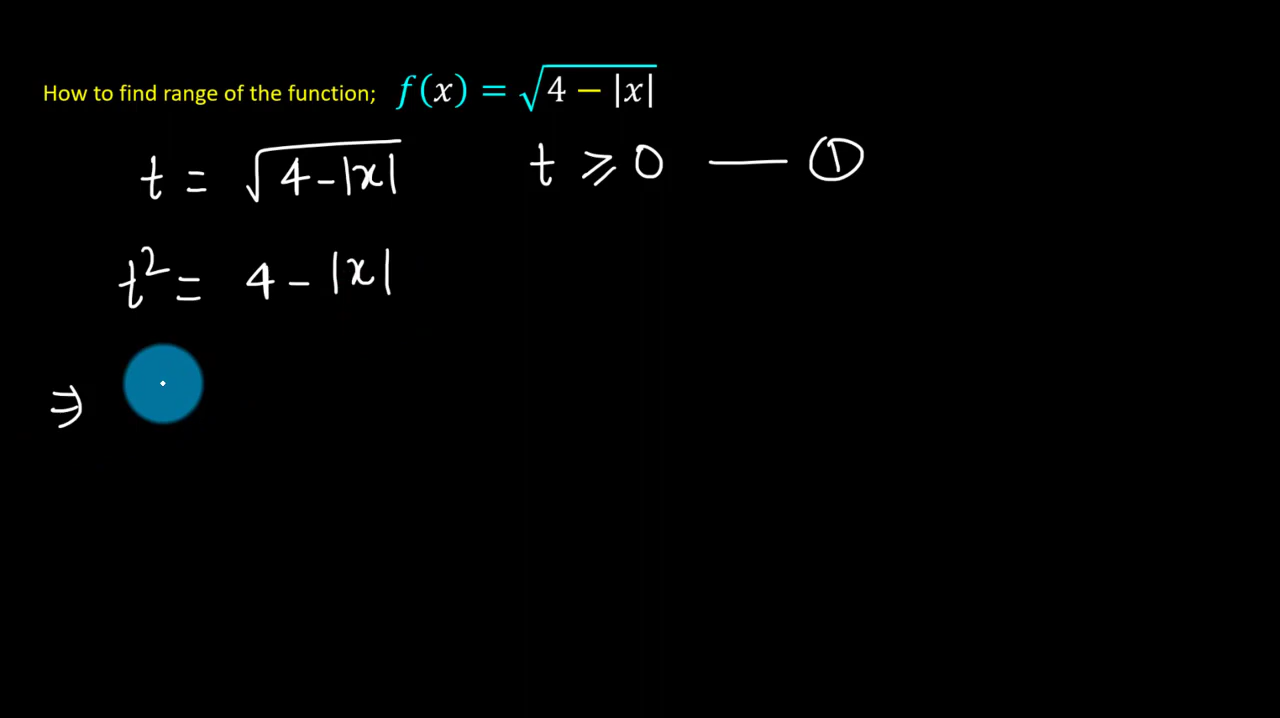 How to find range of the function; f(x) = √4 − |x|
t = √4 - |x| t ⩾ 0 — ①
t² = 4 - |x|
⇒